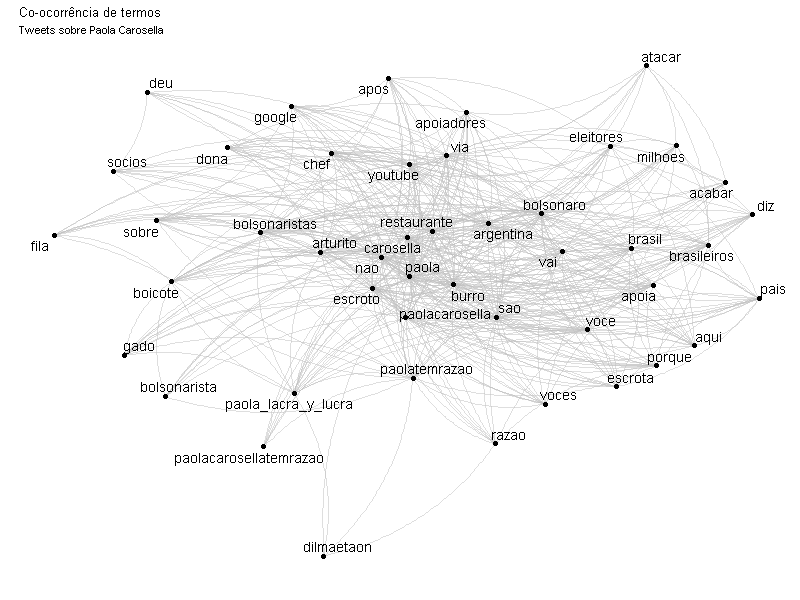 Co-ocorrência de termos
Tweets sobre Paola Carosella
atacar
deu
apos
google
apoiadores
eleitores
via
milhoes
dona
chef
socios
youtube
acabar
bolsonaro
diz
restaurante
bolsonaristas
sobre
argentina
fila
arturito
carosella
brasil
brasileiros
vai
nao
paola
boicote
escroto
burro
apoia
pais
paolacarosella
sao
voce
aqui
gado
porque
paolatemrazao
escrota
bolsonarista
paola_lacra_y_lucra
voces
razao
paolacarosellatemrazao
dilmaetaon